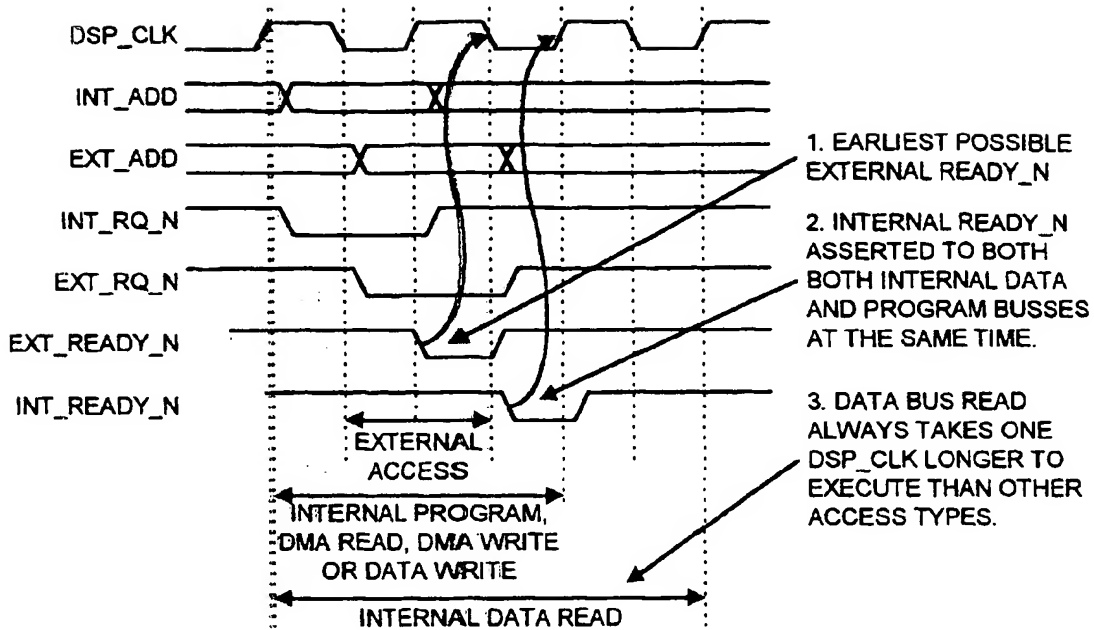 DSP_CLK
INT_ADD
EXT_ADD
INT_RQ_N
EXT_RQ_N
EXT_READY_N
INT_READY_N
EXTERNAL
ACCESS
INTERNAL PROGRAM,
DMA READ, DMA WRITE
OR DATA WRITE
INTERNAL DATA READ
1. EARLIEST POSSIBLE
EXTERNAL READY_N
2. INTERNAL READY_N
ASSERTED TO BOTH
BOTH INTERNAL DATA
AND PROGRAM BUSSES
AT THE SAME TIME.
3. DATA BUS READ
ALWAYS TAKES ONE
DSP_CLK LONGER TO
EXECUTE THAN OTHER
ACCESS TYPES.